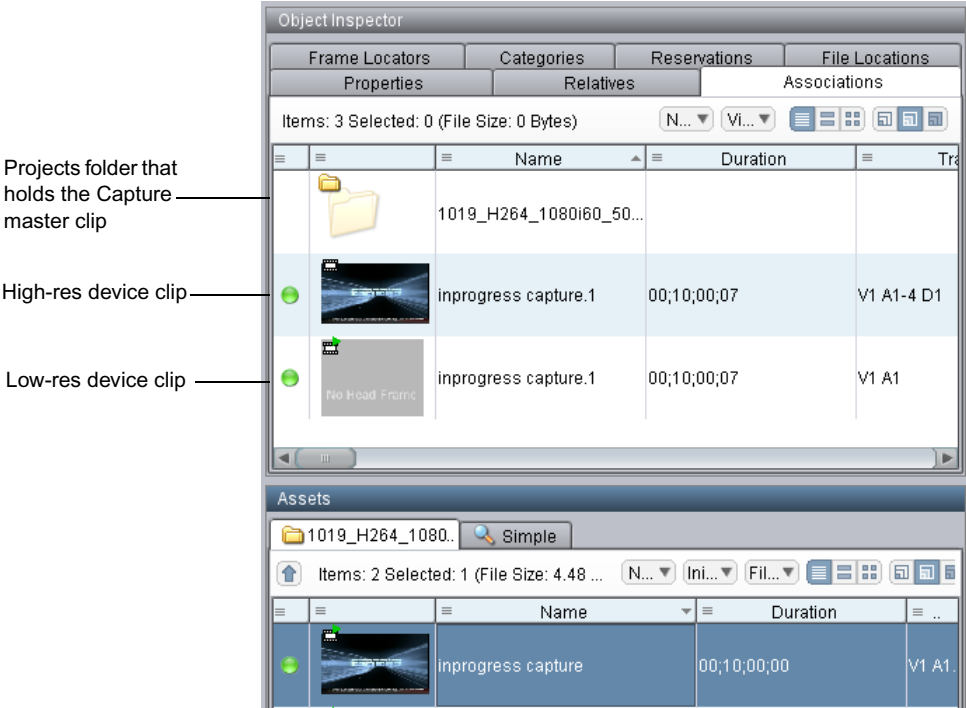 Object Inspector
Frame Locators Categories Reservations File Locations
Properties Relatives Associations
Items: 3 Selected: 0 (File Size: 0 Bytes) N... Vi...
Name Duration Tra
Projects folder that
holds the Capture
master clip
1019_H264_1080i60_50...
High-res device clip
inprogress capture.1 00;10;00;07 V1 A1-4 D1
Low-res device clip
No Head Frame
inprogress capture.1 00;10;00;07 V1 A1
Assets
1019_H264_1080.. Simple
Items: 2 Selected: 1 (File Size: 4.48 ... N... Ini... Fil...
Name Duration ..
inprogress capture 00;10;00;00 V1 A1.